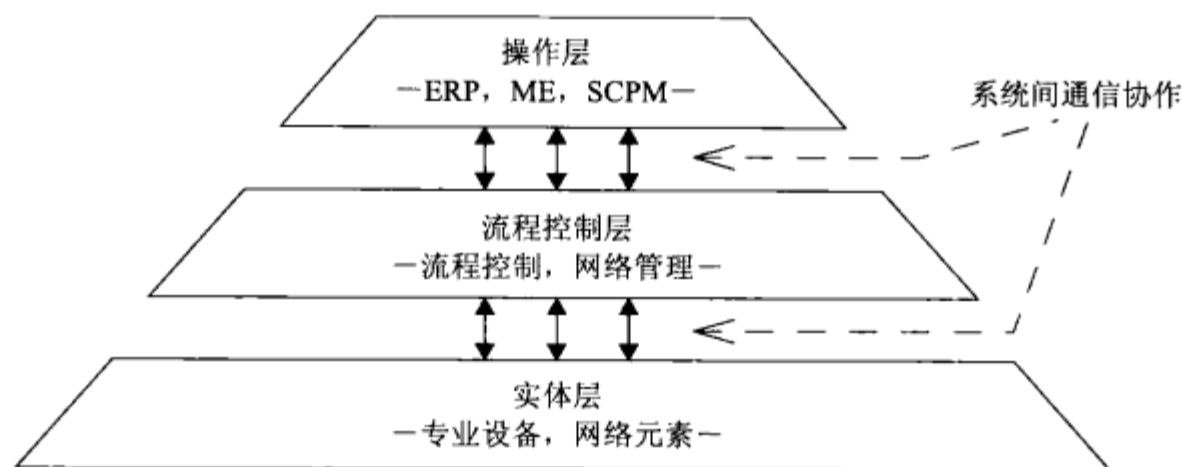 操作层
—ERP，ME，SCPM—
系统间通信协作
流程控制层
—流程控制，网络管理—
实体层
—专业设备，网络元素—